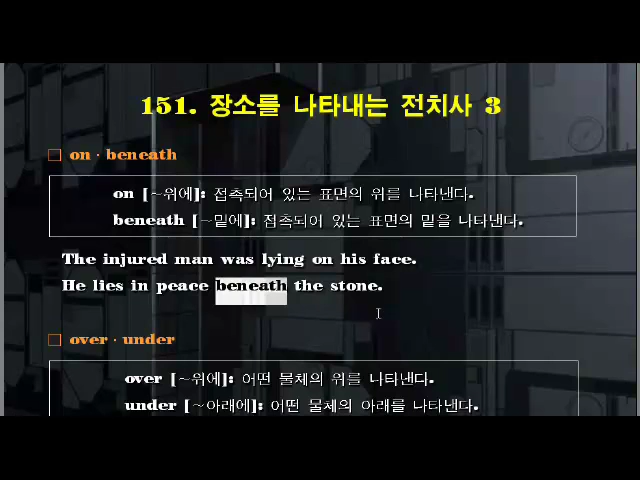 151. 장소를 나타내는 전치사 3
□ on · beneath
on [~위에]: 접촉되어 있는 표면의 위를 나타낸다.
beneath [~밑에]: 접촉되어 있는 표면의 밑을 나타낸다.
The injured man was lying on his face.
He lies in peace beneath the stone.
□ over · under
over [~위에]: 어떤 물체의 위를 나타낸다.
under [~아래에]: 어떤 물체의 아래를 나타낸다.